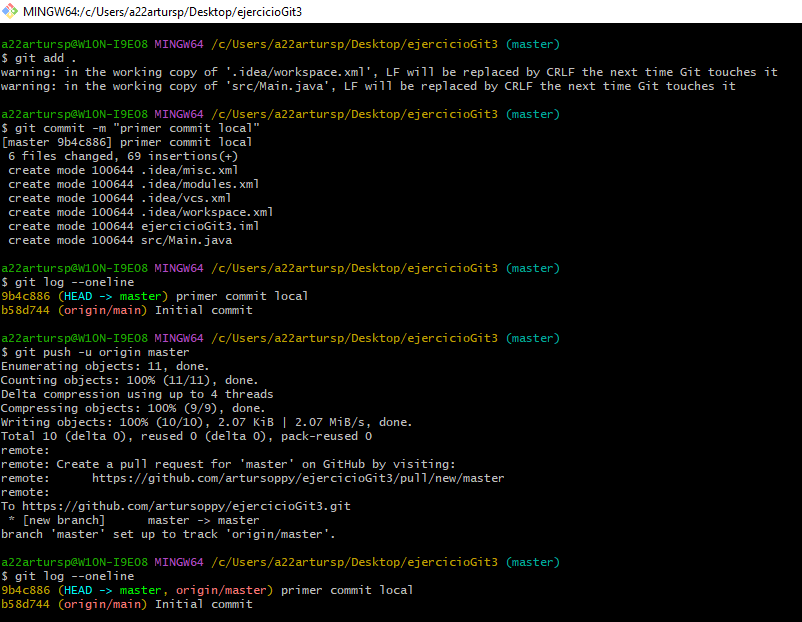 MINGW64:/c/Users/a22artursp/Desktop/ejercicioGit3
a22artursp@W10N-I9E08 MINGW64 /c/Users/a22artursp/Desktop/ejercicioGit3 (master)
$ git add .
warning: in the working copy of '.idea/workspace.xml', LF will be replaced by CRLF the next time Git touches it
warning: in the working copy of 'src/Main.java', LF will be replaced by CRLF the next time Git touches it
a22artursp@W10N-I9E08 MINGW64 /c/Users/a22artursp/Desktop/ejercicioGit3 (master)
$ git commit -m "primer commit local"
[master 9b4c886] primer commit local
 6 files changed, 69 insertions(+)
 create mode 100644 .idea/misc.xml
 create mode 100644 .idea/modules.xml
 create mode 100644 .idea/vcs.xml
 create mode 100644 .idea/workspace.xml
 create mode 100644 ejercicioGit3.iml
 create mode 100644 src/Main.java
a22artursp@W10N-I9E08 MINGW64 /c/Users/a22artursp/Desktop/ejercicioGit3 (master)
$ git log --oneline
9b4c886 (HEAD -> master) primer commit local
b58d744 (origin/main) Initial commit
a22artursp@W10N-I9E08 MINGW64 /c/Users/a22artursp/Desktop/ejercicioGit3 (master)
$ git push -u origin master
Enumerating objects: 11, done.
Counting objects: 100% (11/11), done.
Delta compression using up to 4 threads
Compressing objects: 100% (9/9), done.
Writing objects: 100% (10/10), 2.07 KiB | 2.07 MiB/s, done.
Total 10 (delta 0), reused 0 (delta 0), pack-reused 0
remote:
remote: Create a pull request for 'master' on GitHub by visiting:
remote:      https://github.com/artursoppy/ejercicioGit3/pull/new/master
remote:
To https://github.com/artursoppy/ejercicioGit3.git
 * [new branch]      master -> master
branch 'master' set up to track 'origin/master'.
a22artursp@W10N-I9E08 MINGW64 /c/Users/a22artursp/Desktop/ejercicioGit3 (master)
$ git log --oneline
9b4c886 (HEAD -> master, origin/master) primer commit local
b58d744 (origin/main) Initial commit